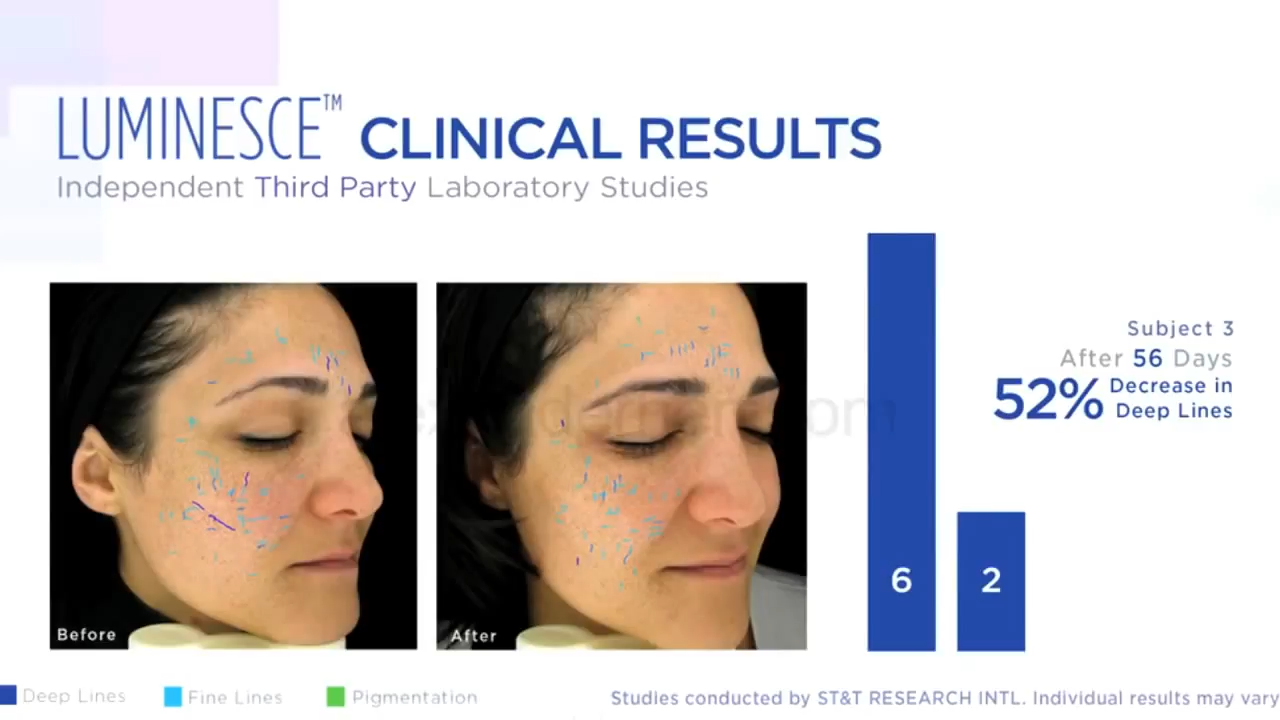 LUMINESCE™ CLINICAL RESULTS
Independent Third Party Laboratory Studies
Subject 3
After 56 Days
52% Decrease in
Deep Lines
6
2
Before
After
Deep Lines
Fine Lines
Pigmentation
Studies conducted by ST&T RESEARCH INTL. Individual results may vary